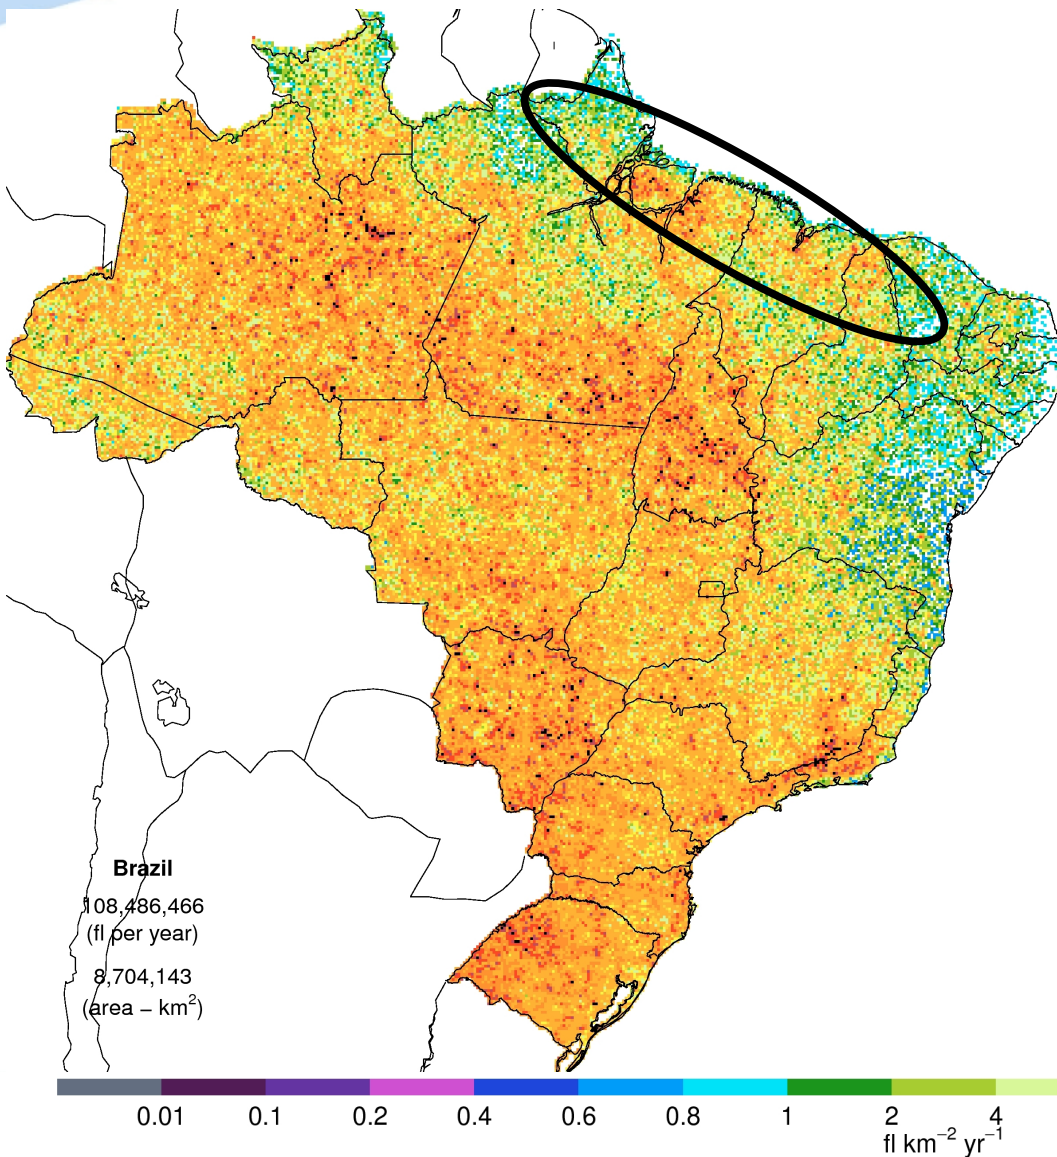 Brazil
108,486,466
(fl per year)
8,704,143
(area − km²)
0.01 0.1 0.2 0.4 0.6 0.8 1 2 4
fl km⁻² yr⁻¹